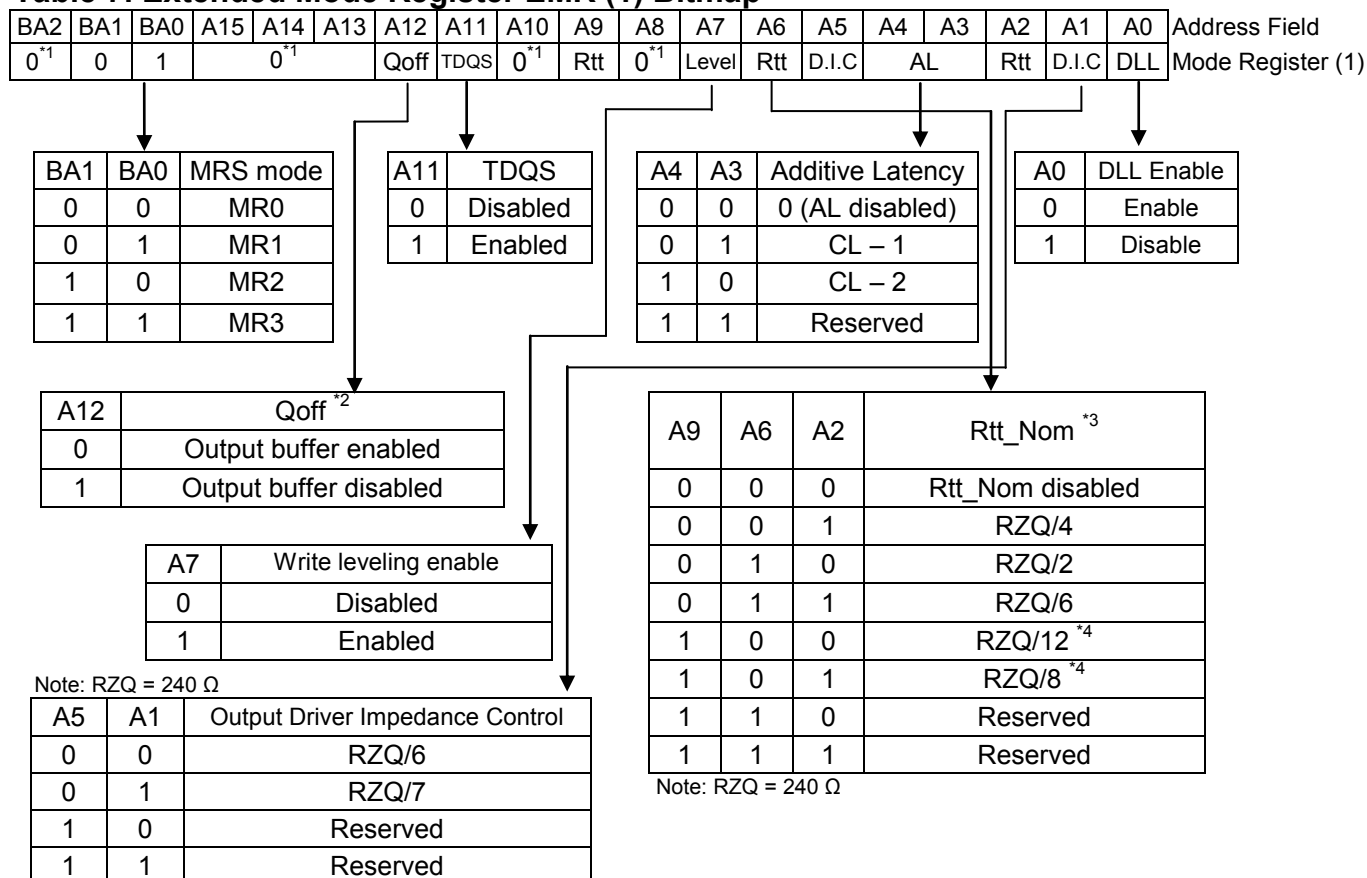 Table 7. Extended Mode Register EMR (1) Bitmap
BA2 BA1 BA0 A15 A14 A13 A12 A11 A10 A9 A8 A7 A6 A5 A4 A3 A2 A1 A0 Address Field
0*1 0 1 0*1 Qoff TDQS 0*1 Rtt 0*1 Level Rtt D.I.C AL Rtt D.I.C DLL Mode Register (1)
BA1 BA0 MRS mode
0 0 MR0
0 1 MR1
1 0 MR2
1 1 MR3
A11 TDQS
0 Disabled
1 Enabled
A4 A3 Additive Latency
0 0 0 (AL disabled)
0 1 CL – 1
1 0 CL – 2
1 1 Reserved
A0 DLL Enable
0 Enable
1 Disable
A12 Qoff *2
0 Output buffer enabled
1 Output buffer disabled
A9 A6 A2 Rtt_Nom *3
0 0 0 Rtt_Nom disabled
0 0 1 RZQ/4
0 1 0 RZQ/2
0 1 1 RZQ/6
1 0 0 RZQ/12 *4
1 0 1 RZQ/8 *4
1 1 0 Reserved
1 1 1 Reserved
Note: RZQ = 240 Ω
A7 Write leveling enable
0 Disabled
1 Enabled
Note: RZQ = 240 Ω
A5 A1 Output Driver Impedance Control
0 0 RZQ/6
0 1 RZQ/7
1 0 Reserved
1 1 Reserved